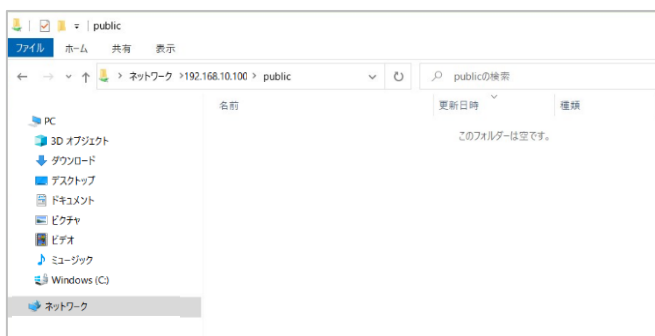 public
ファイル ホーム 共有 表示
ネットワーク > 192.168.10.100 > public
publicの検索
名前 更新日時 種類
このフォルダーは空です。
PC
3D オブジェクト
ダウンロード
デスクトップ
ドキュメント
ピクチャ
ビデオ
ミュージック
Windows (C:)
ネットワーク